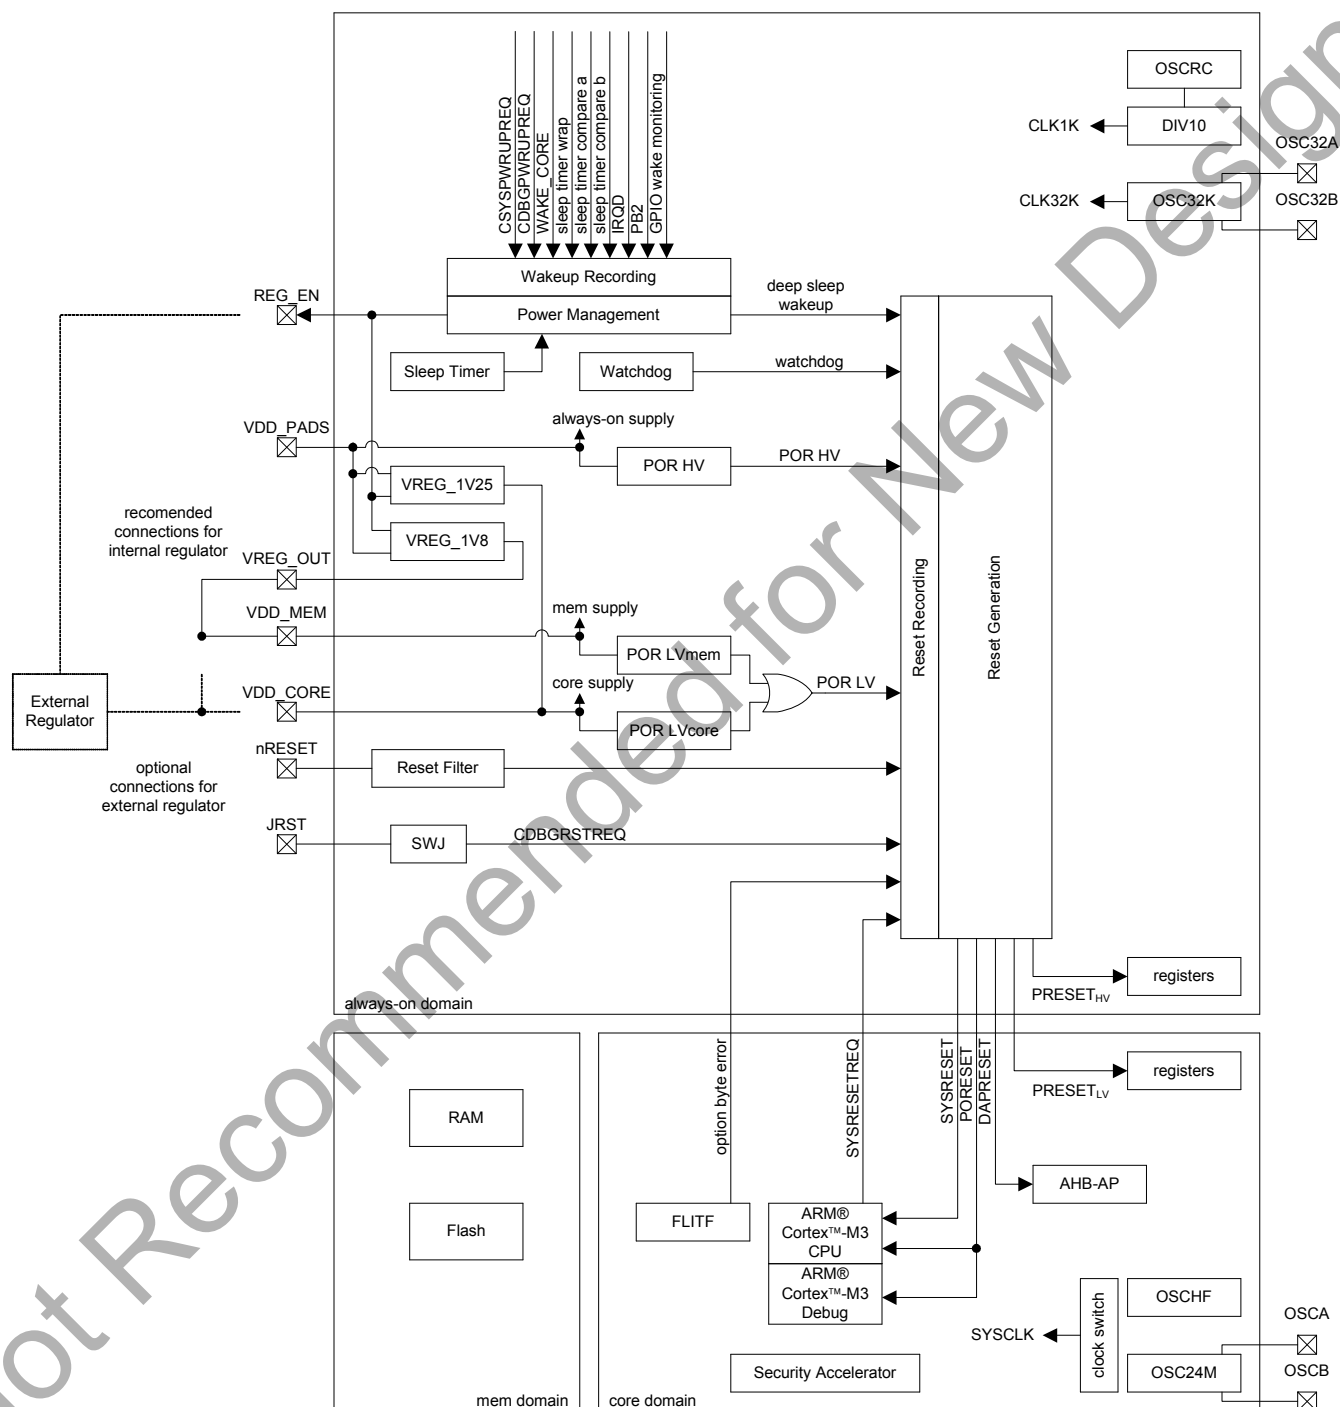 CSYSPWRUPREQ
CDBGPWRUPREQ
WAKE_CORE
sleep timer wrap
sleep timer compare a
sleep timer compare b
IRQD
PB2
GPIO wake monitoring
OSCRC
CLK1K
DIV10
OSC32A
CLK32K
OSC32K
OSC32B
Wakeup Recording
Power Management
deep sleep
wakeup
REG_EN
Sleep Timer
Watchdog
watchdog
VDD_PADS
always-on supply
POR HV
POR HV
VREG_1V25
VREG_1V8
recomended
connections for
internal regulator
VREG_OUT
VDD_MEM
mem supply
POR LVmem
Reset Recording
Reset Generation
External
Regulator
VDD_CORE
core supply
POR LVcore
POR LV
nRESET
Reset Filter
optional
connections for
external regulator
JRST
SWJ
CDBGRSTREQ
registers
PRESETHV
always-on domain
option byte error
SYSRESETREQ
SYSRESET
PORESET
DAPRESET
registers
PRESETLV
RAM
AHB-AP
Flash
FLITF
ARM®
Cortex™-M3
CPU
ARM®
Cortex™-M3
Debug
OSCHF
SYSCLK
clock switch
OSCA
OSC24M
OSCB
Security Accelerator
mem domain
core domain
Not Recommended for New Design